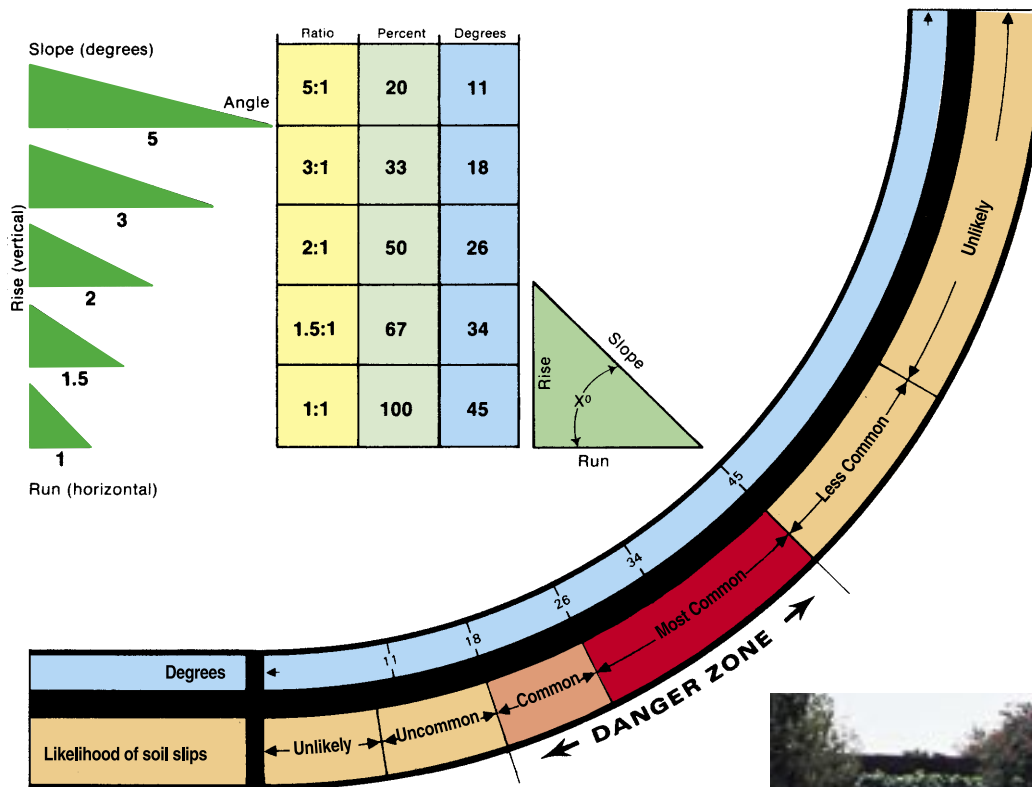 Slope (degrees)
Angle
5
3
2
1.5
1
Rise (vertical)
Run (horizontal)
Ratio Percent Degrees
5:1 20 11
3:1 33 18
2:1 50 26
1.5:1 67 34
1:1 100 45
Rise
Slope
X⁰
Run
Degrees
11
18
26
34
45
Likelihood of soil slips
Unlikely
Uncommon
Common
Most Common
Less Common
Unlikely
DANGER ZONE